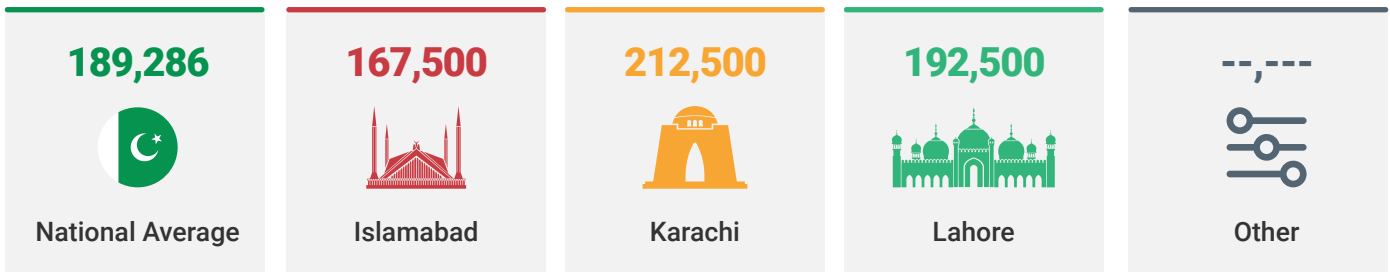 189,286
National Average
167,500
Islamabad
212,500
Karachi
192,500
Lahore
--,---
Other